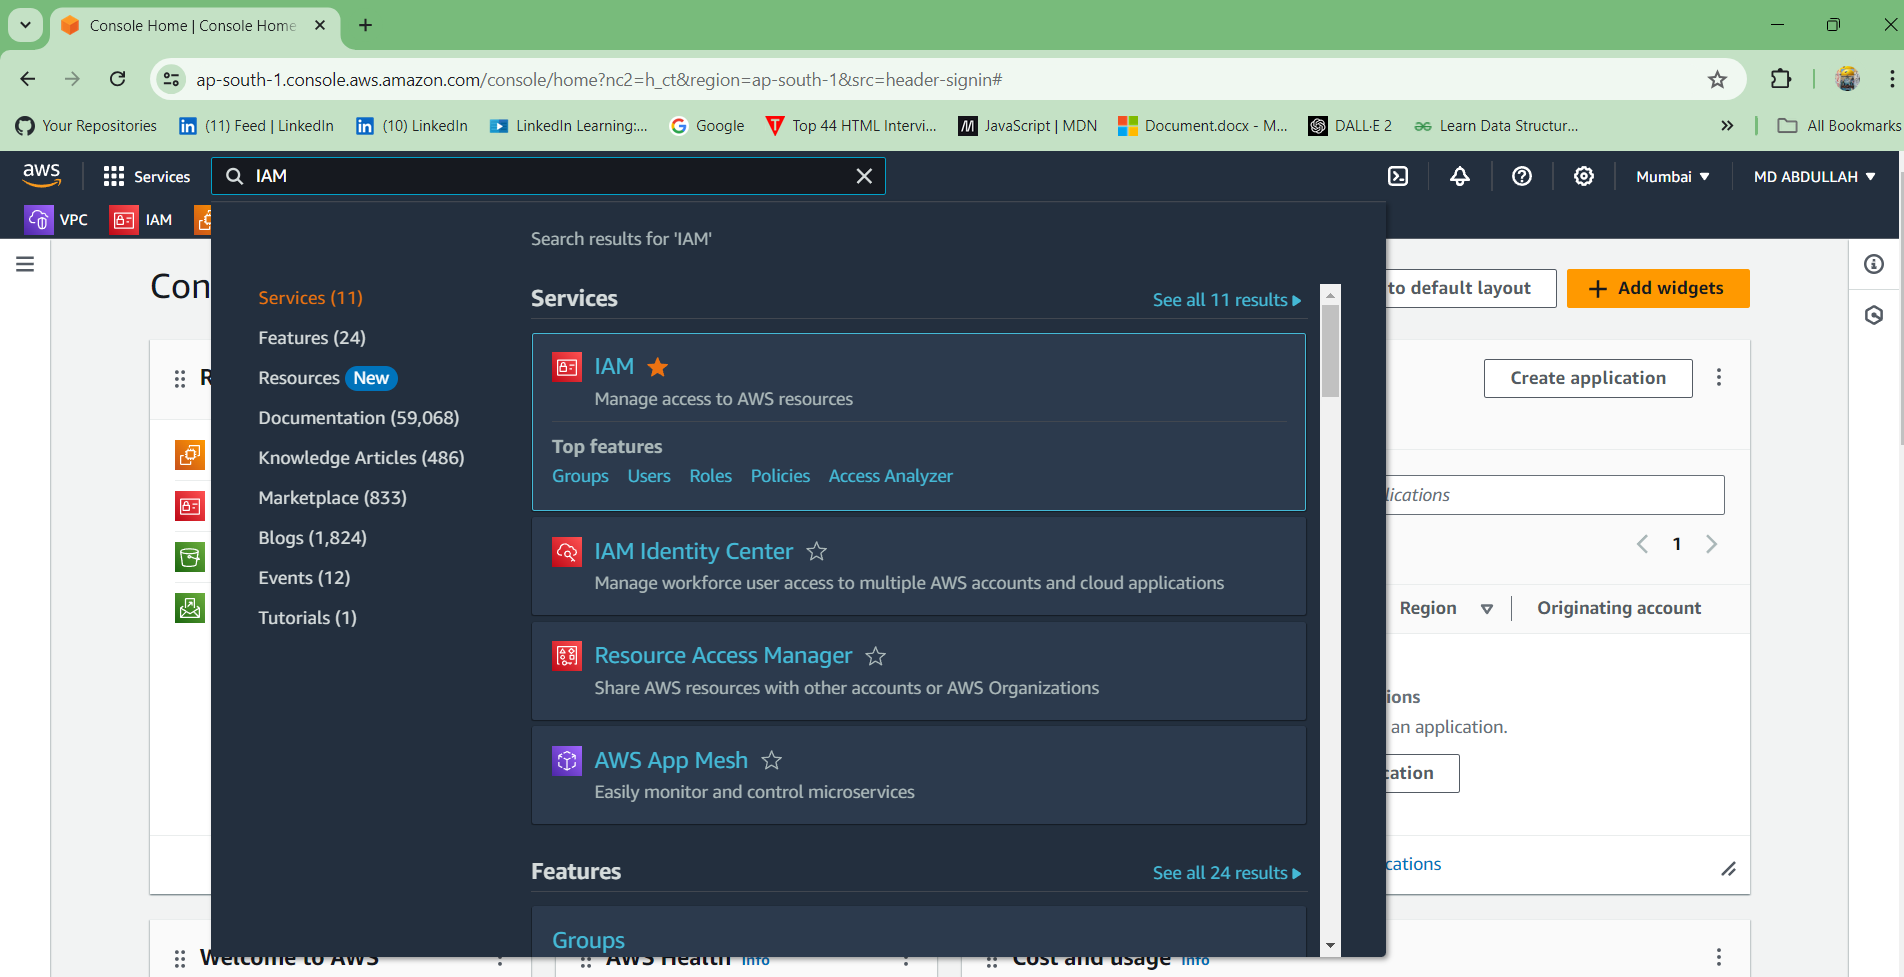 Console Home | Console Home
ap-south-1.console.aws.amazon.com/console/home?nc2=h_ct&region=ap-south-1&src=header-signin#
Your Repositories
(11) Feed | LinkedIn
(10) LinkedIn
LinkedIn Learning:...
Google
Top 44 HTML Intervi...
JavaScript | MDN
Document.docx - M...
DALL·E 2
Learn Data Structur...
All Bookmarks
aws
Services
IAM
Mumbai
MD ABDULLAH
VPC
IAM
Search results for 'IAM'
Services (11)
Features (24)
Resources New
Documentation (59,068)
Knowledge Articles (486)
Marketplace (833)
Blogs (1,824)
Events (12)
Tutorials (1)
Services
See all 11 results
IAM
Manage access to AWS resources
Top features
Groups Users Roles Policies Access Analyzer
IAM Identity Center
Manage workforce user access to multiple AWS accounts and cloud applications
Resource Access Manager
Share AWS resources with other accounts or AWS Organizations
AWS App Mesh
Easily monitor and control microservices
Features
See all 24 results
Groups
Con
to default layout
Add widgets
R
Create application
lications
1
Region
Originating account
ions
an application.
cation
cations
Welcome to AWS
AWS Health Info
Cost and usage Info